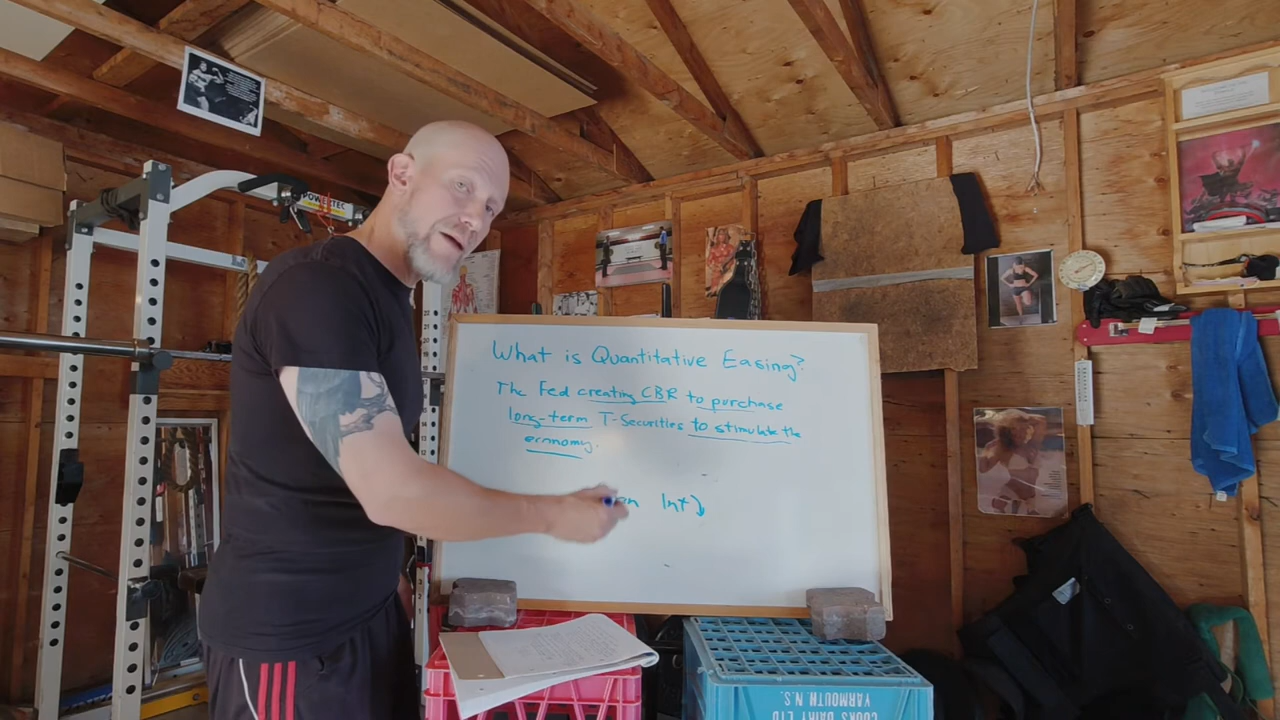 POWERTEC
What is Quantitative Easing?
The Fed creating CBR to purchase
long-term T-Securities to stimulate the
economy.
Int
COOKS DAIRY LTD
YARMOUTH N.S.